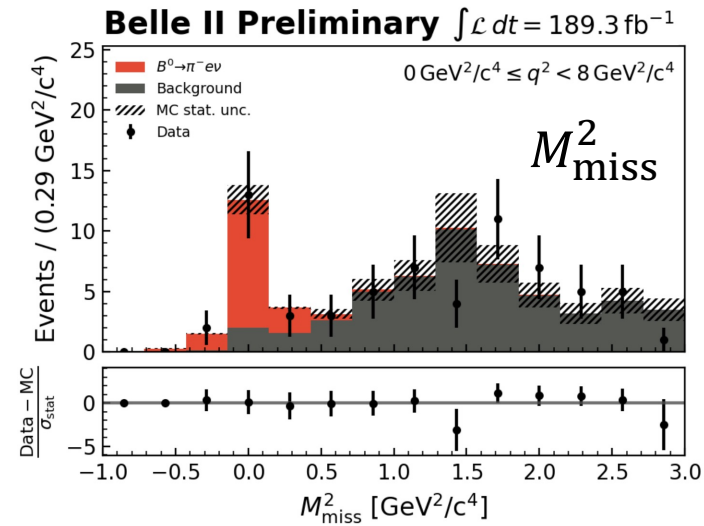 Belle II Preliminary ∫ℒ dt = 189.3 fb⁻¹
B⁰→π⁻eν
Background
MC stat. unc.
Data
0 GeV²/c⁴ ≤ q² < 8 GeV²/c⁴
M²miss
Events / (0.29 GeV²/c⁴)
25
20
15
10
5
0
Data − MC
σstat
0
−5
−1.0 −0.5 0.0 0.5 1.0 1.5 2.0 2.5 3.0
M²miss [GeV²/c⁴]